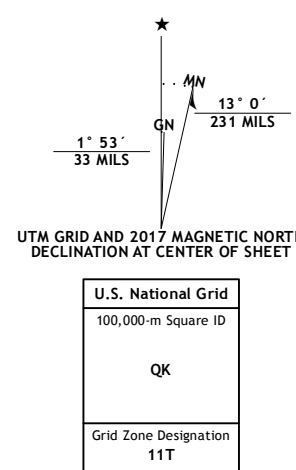 ★
MN
GN
13° 0´
231 MILS
1° 53´
33 MILS
UTM GRID AND 2017 MAGNETIC NORTH
DECLINATION AT CENTER OF SHEET
U.S. National Grid
100,000-m Square ID
QK
Grid Zone Designation
11T